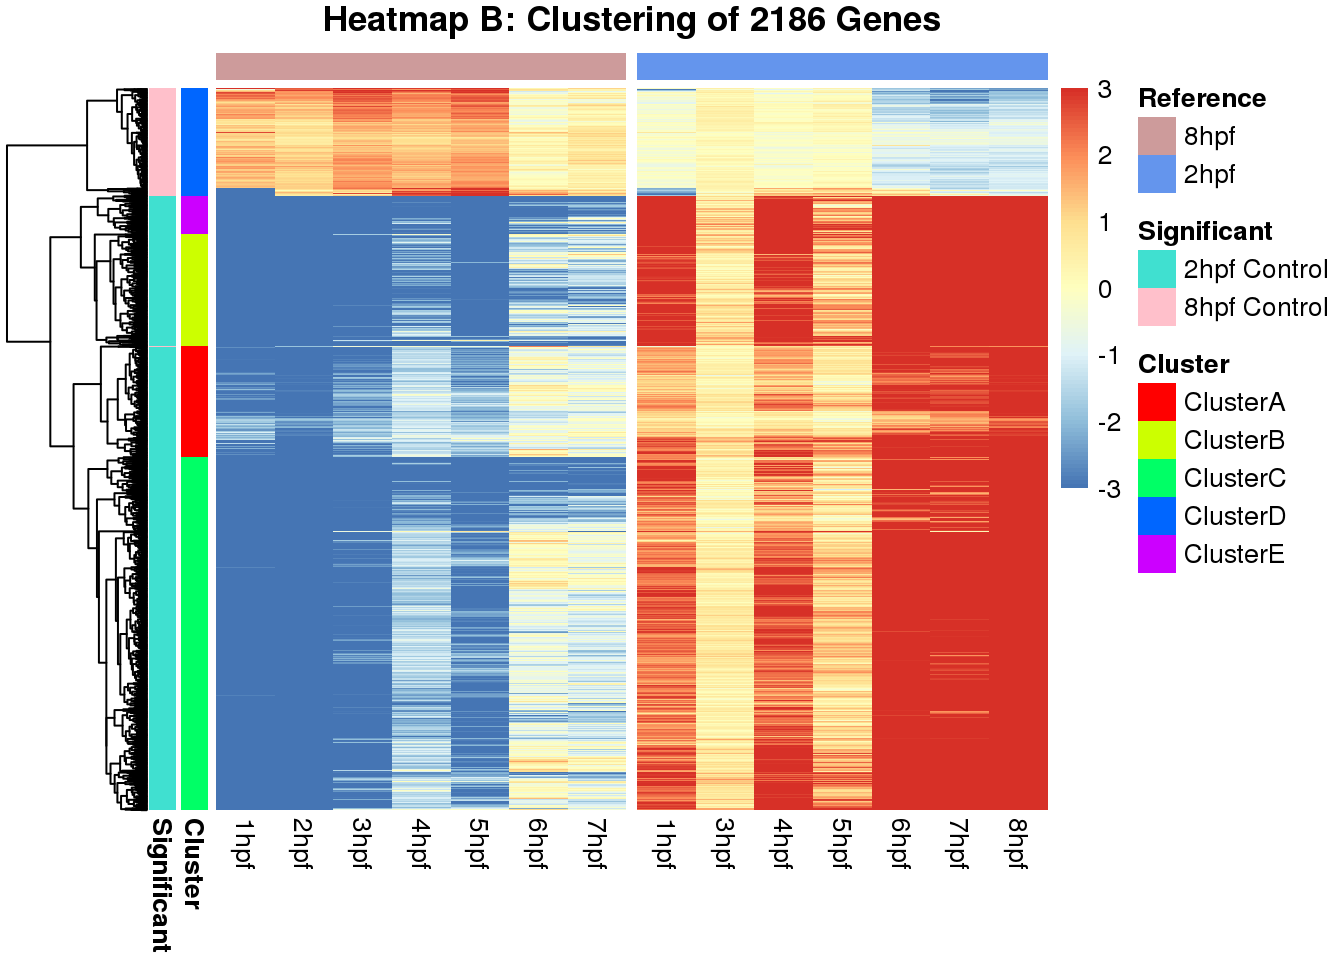 Heatmap B: Clustering of 2186 Genes
3
2
1
0
-1
-2
-3
Reference
8hpf
2hpf
Significant
2hpf Control
8hpf Control
Cluster
ClusterA
ClusterB
ClusterC
ClusterD
ClusterE
Significant
Cluster
1hpf
2hpf
3hpf
4hpf
5hpf
6hpf
7hpf
1hpf
3hpf
4hpf
5hpf
6hpf
7hpf
8hpf